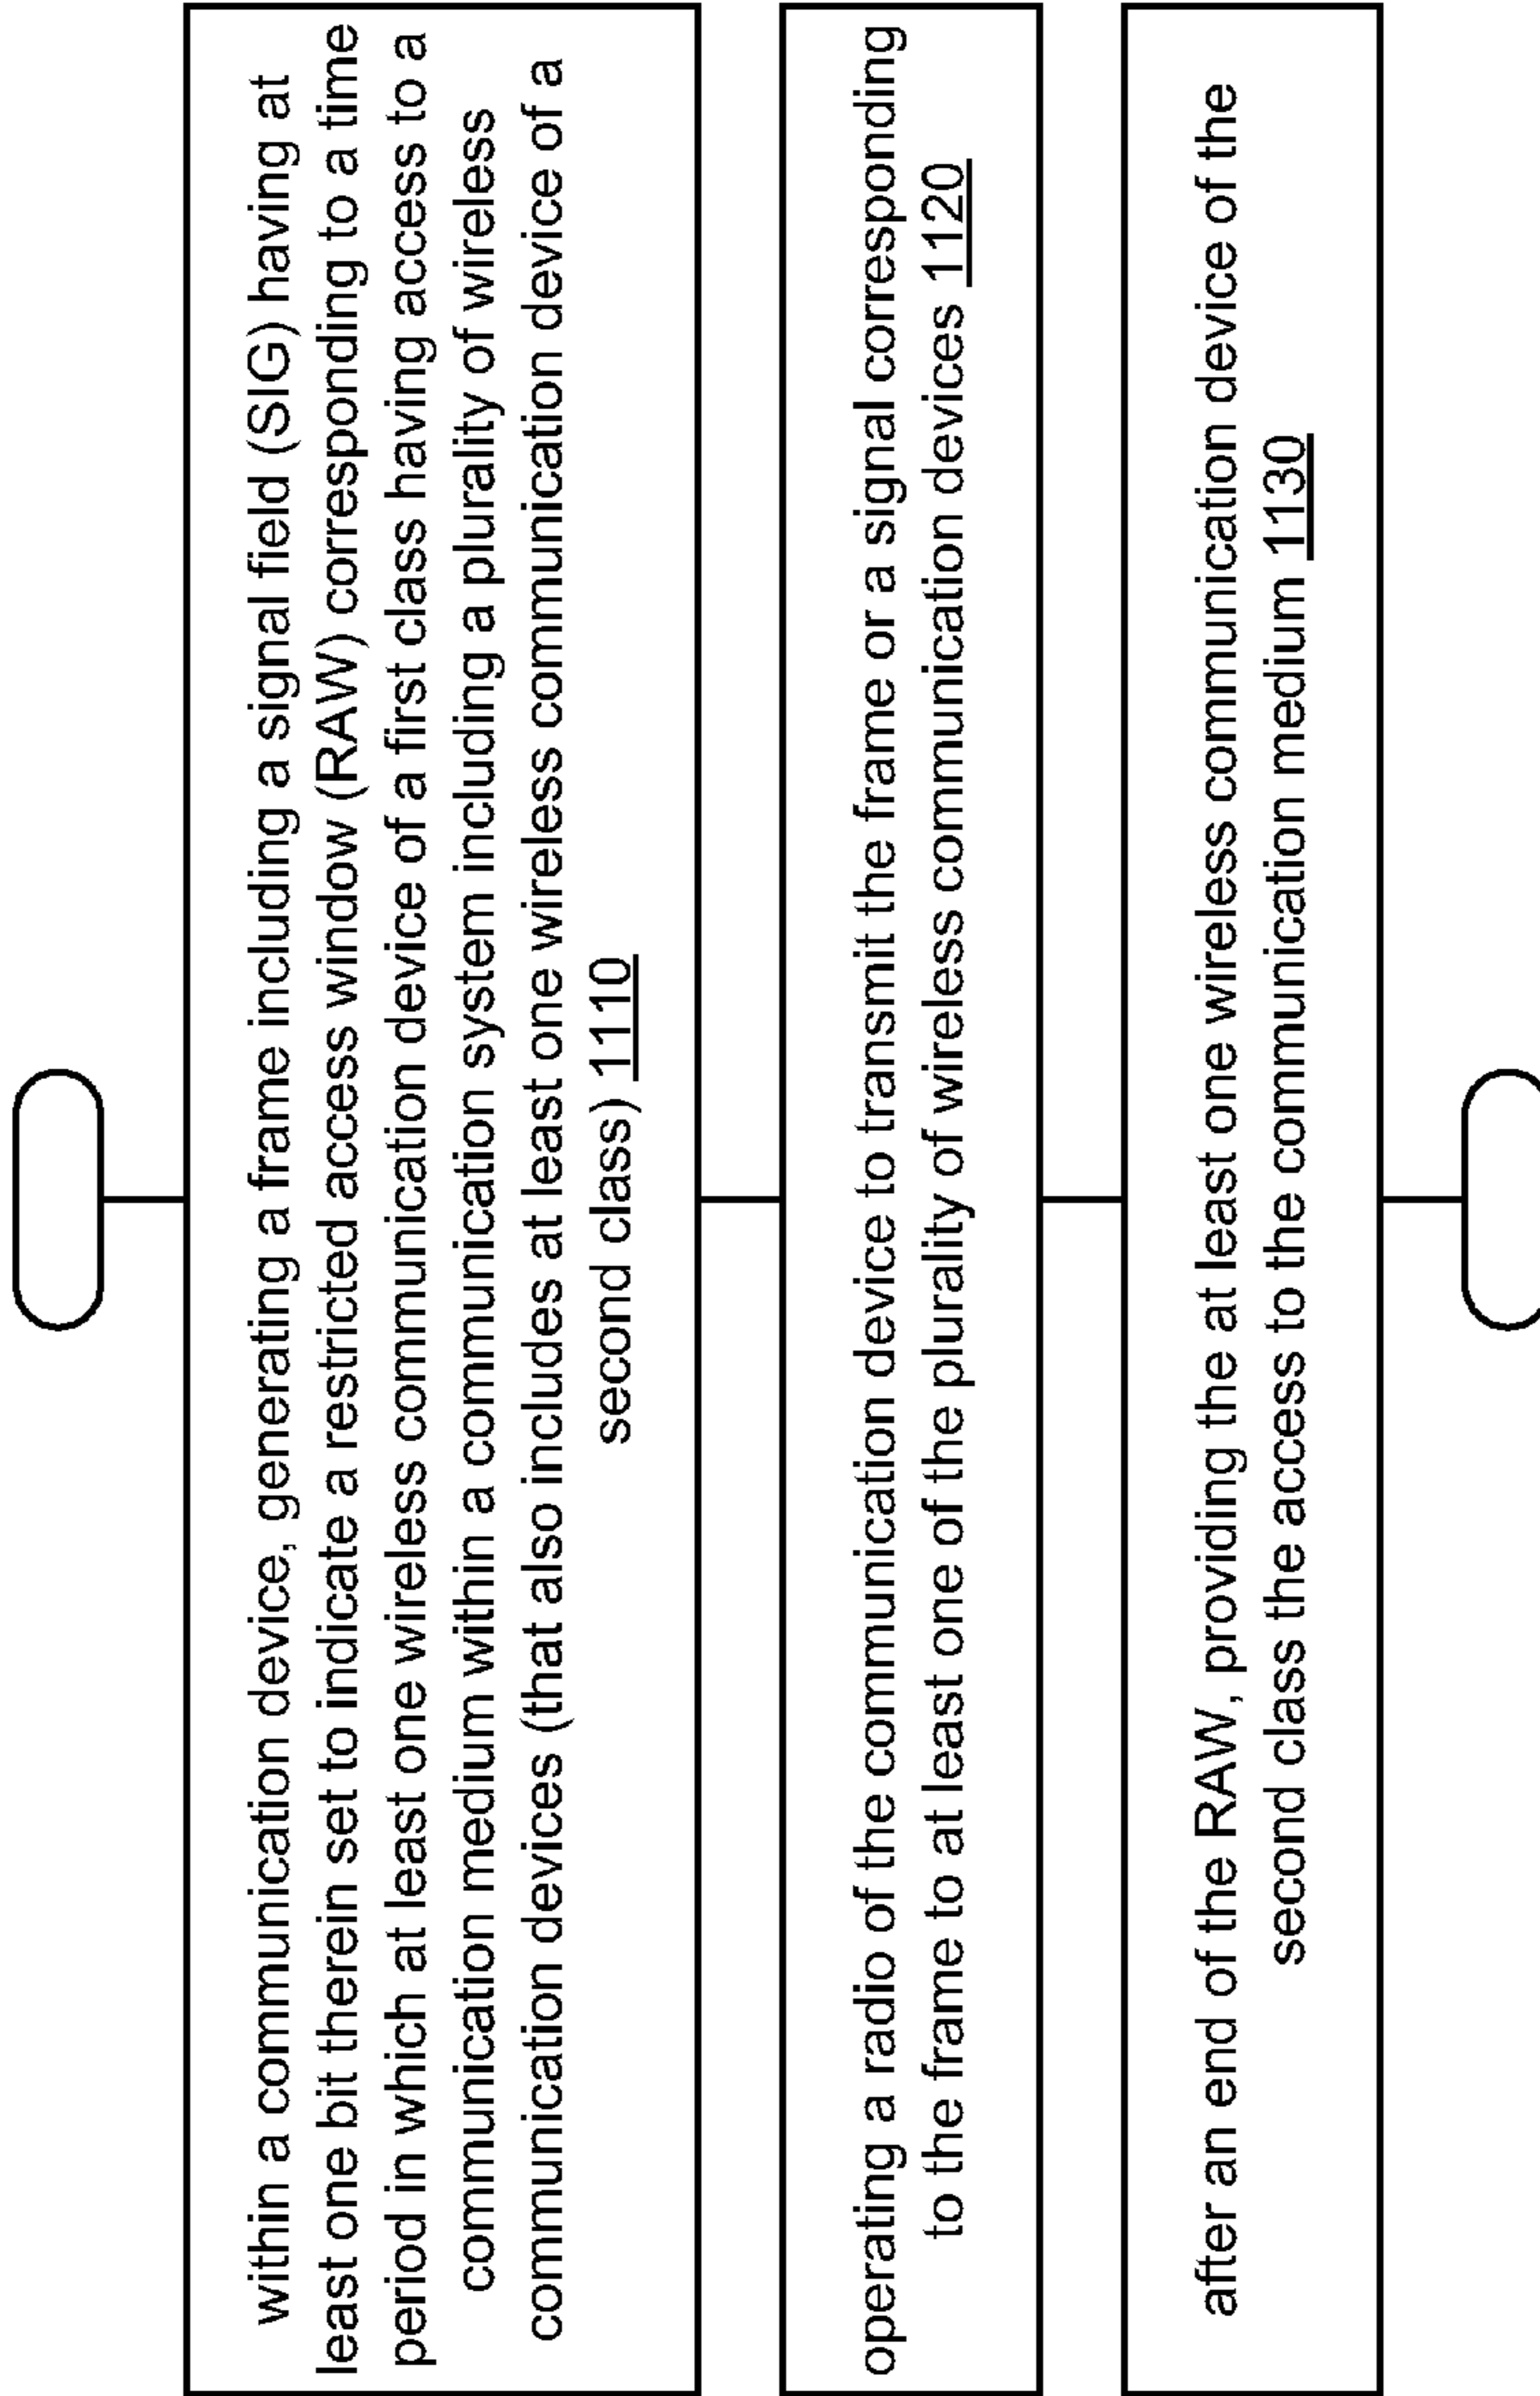 within a communication device, generating a frame including a signal field (SIG) having at
least one bit therein set to indicate a restricted access window (RAW) corresponding to a time
period in which at least one wireless communication device of a first class having access to a
communication medium within a communication system including a plurality of wireless
communication devices (that also includes at least one wireless communication device of a
second class) 1110
operating a radio of the communication device to transmit the frame or a signal corresponding
to the frame to at least one of the plurality of wireless communication devices 1120
after an end of the RAW, providing the at least one wireless communication device of the
second class the access to the communication medium 1130